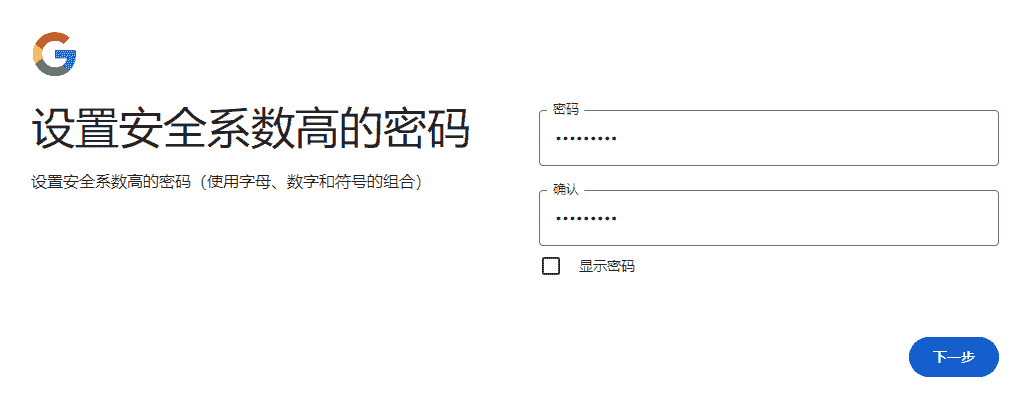 设置安全系数高的密码
设置安全系数高的密码（使用字母、数字和符号的组合）
密码
•••••••••
确认
•••••••••
显示密码
下一步